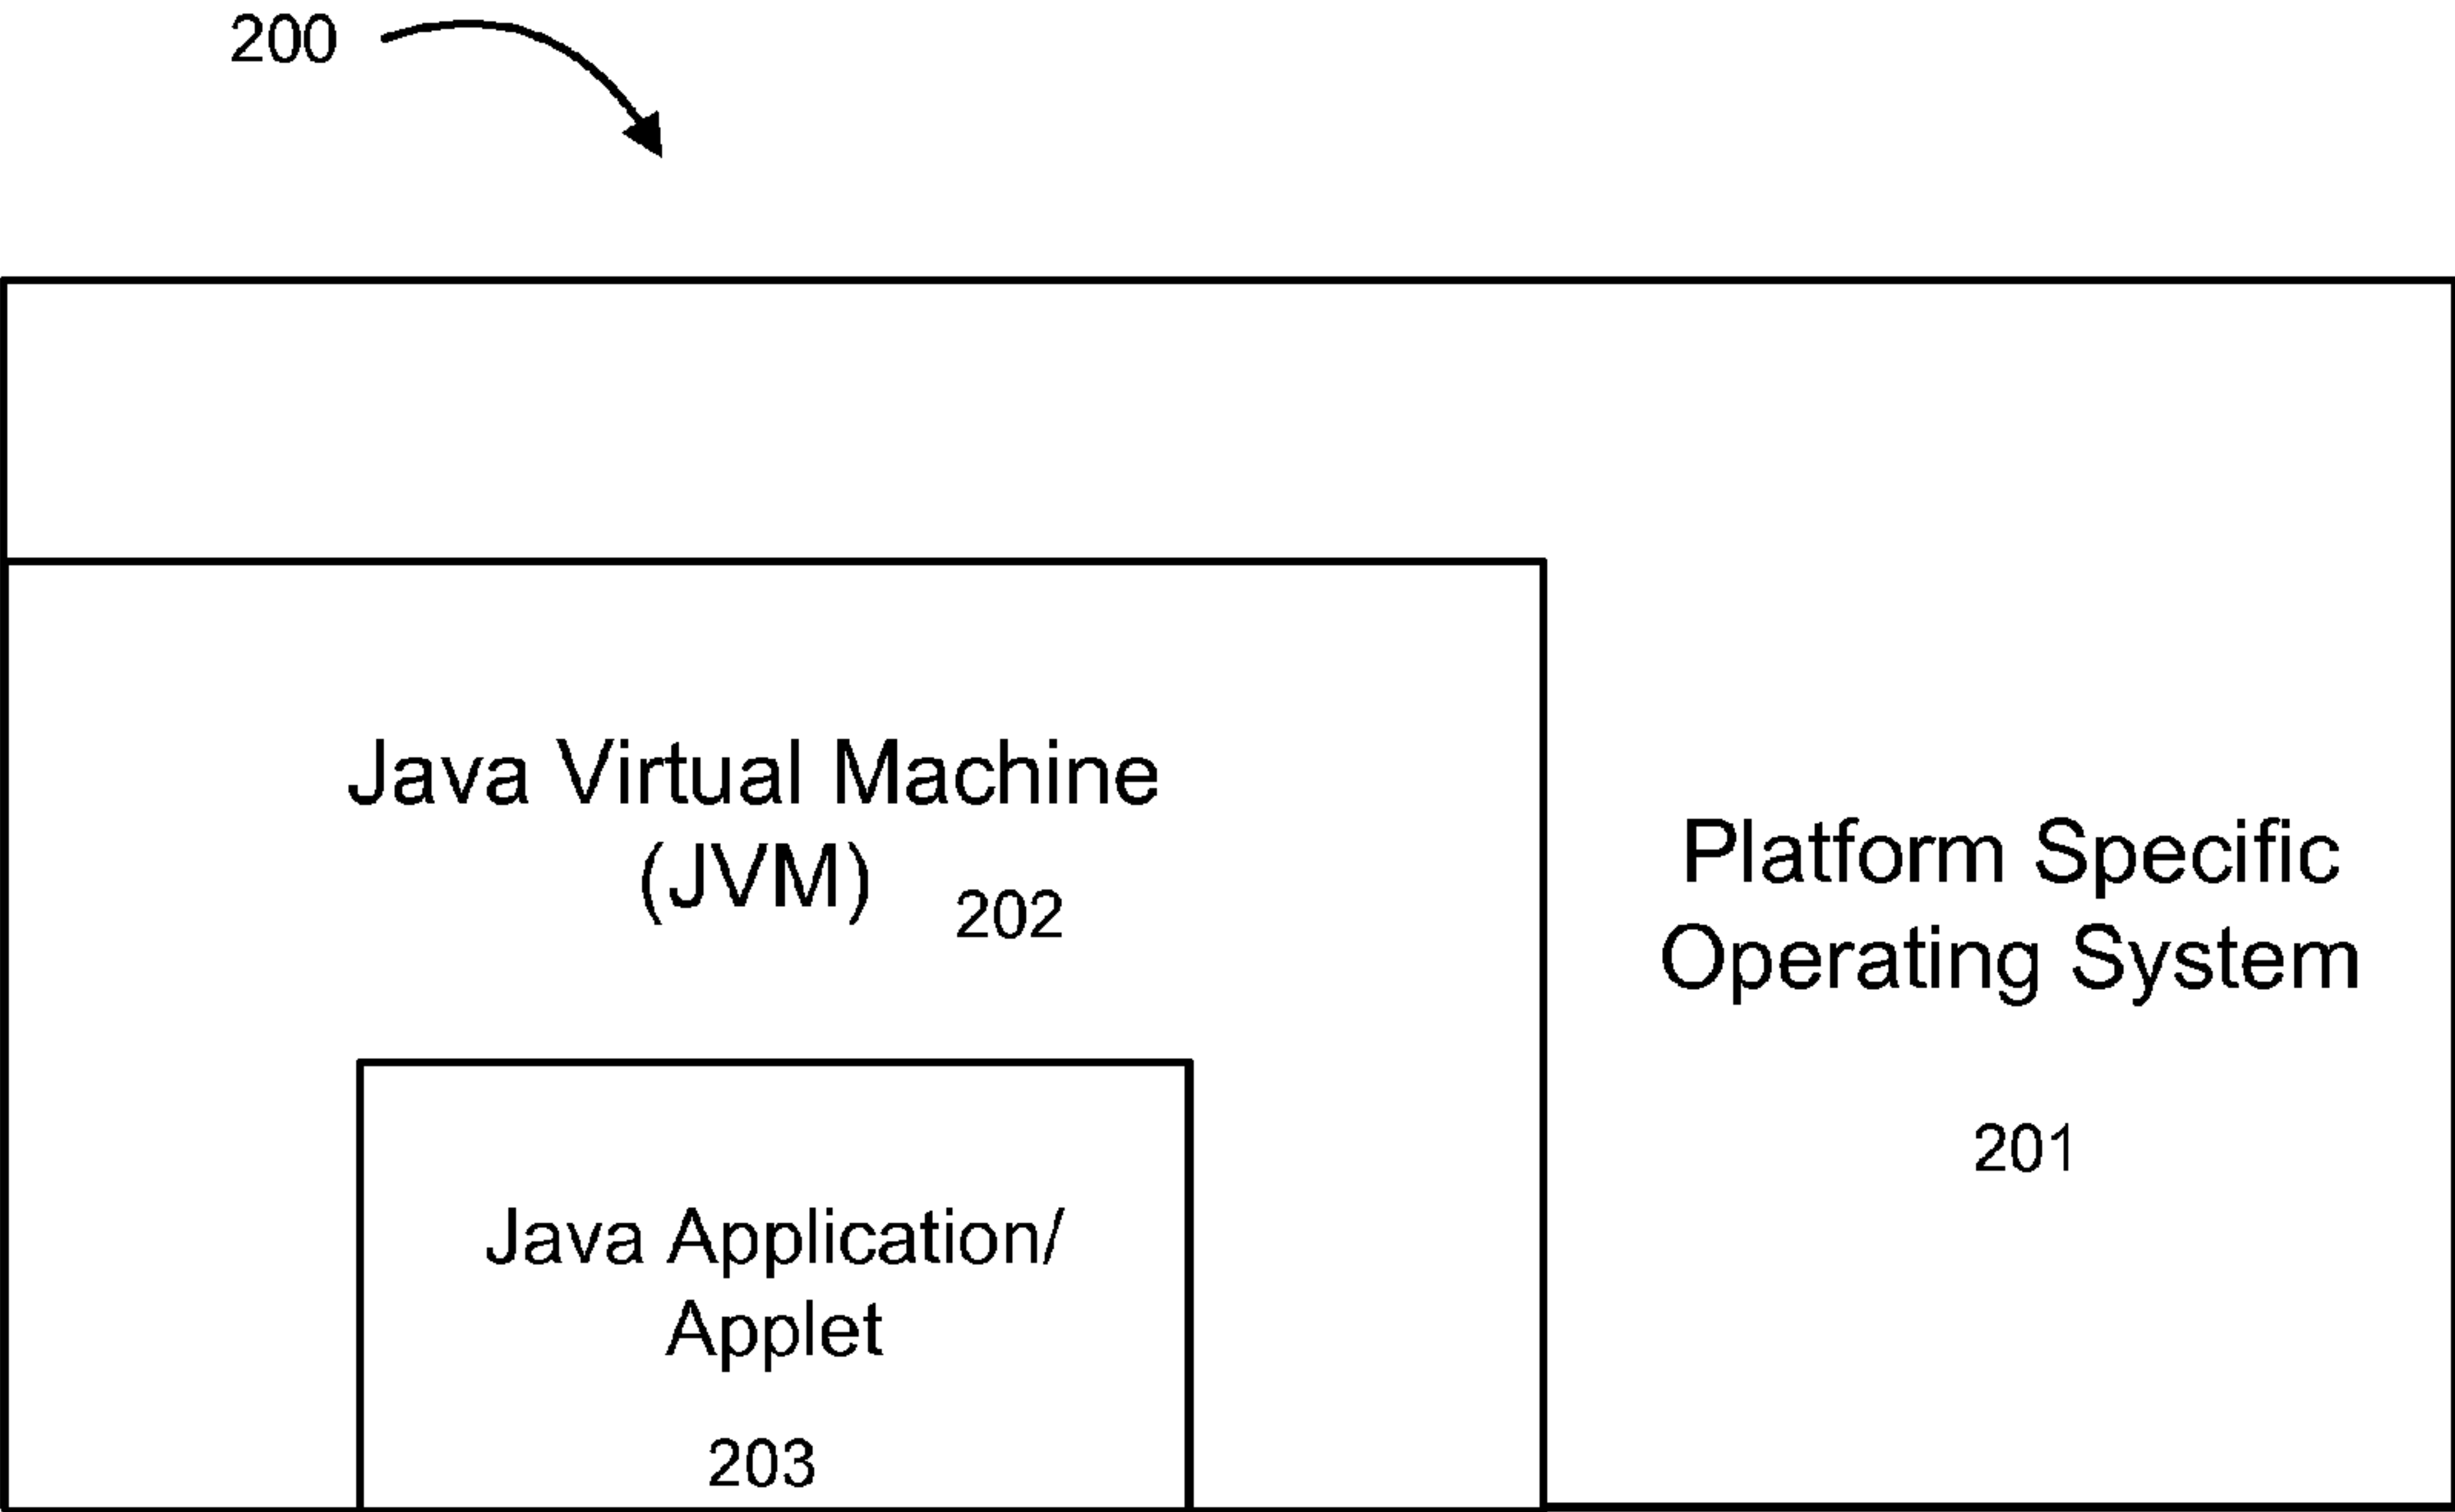 200
Java Virtual Machine
(JVM) 202
Platform Specific
Operating System
201
Java Application/
Applet
203